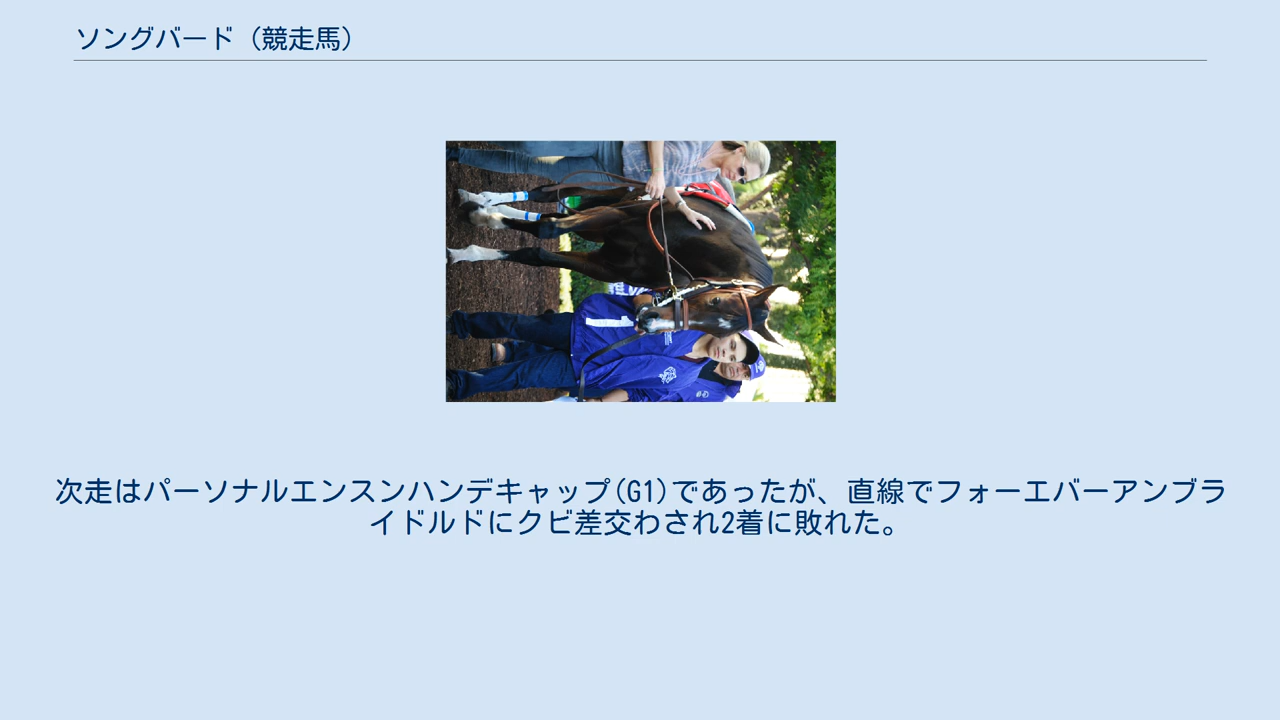 ソングバード（競走馬）
次走はパーソナルエンスンハンデキャップ(G1)であったが、直線でフォーエバーアンブラ
イドルドにクビ差交わされ2着に敗れた。